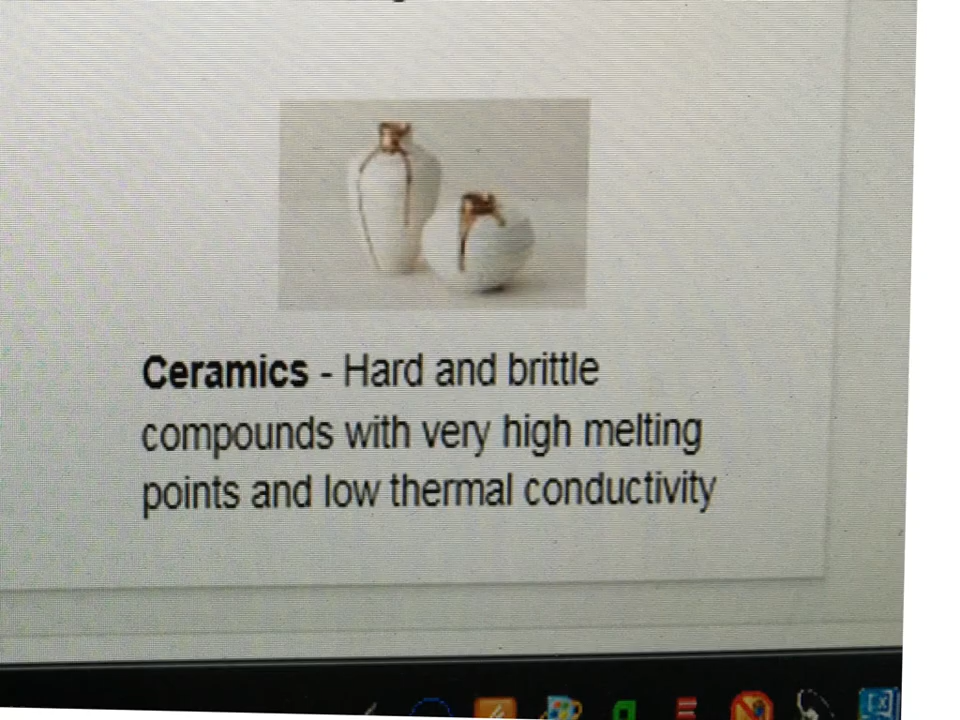 Ceramics - Hard and brittle
compounds with very high melting
points and low thermal conductivity